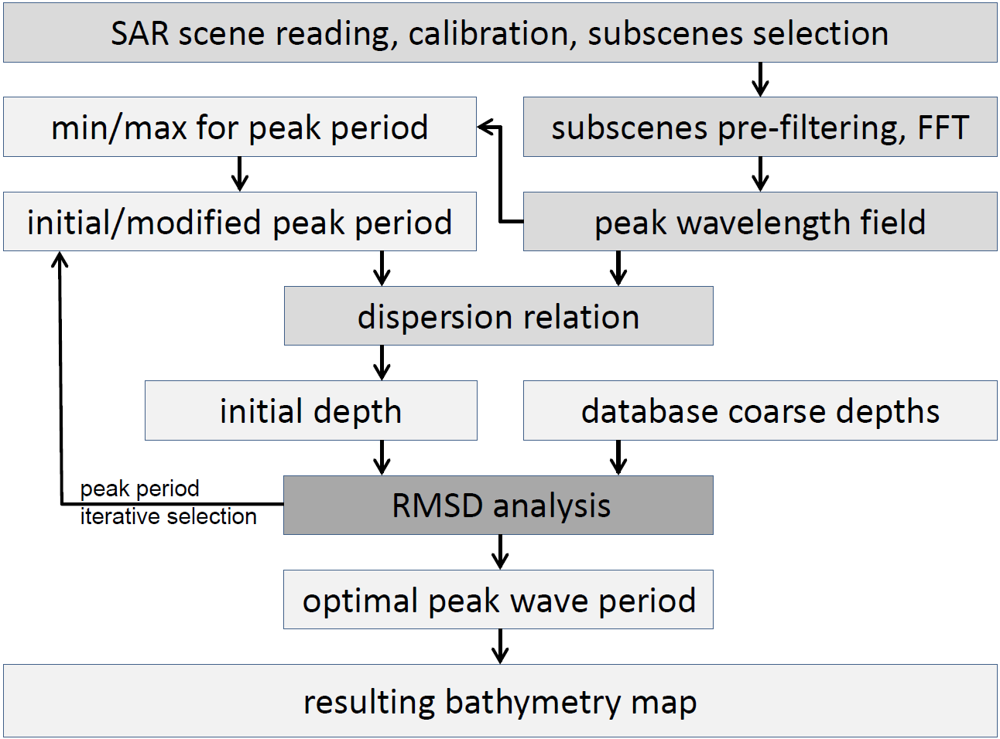 SAR scene reading, calibration, subscenes selection
min/max for peak period
subscenes pre-filtering, FFT
initial/modified peak period
peak wavelength field
dispersion relation
initial depth
database coarse depths
peak period
iterative selection
RMSD analysis
optimal peak wave period
resulting bathymetry map